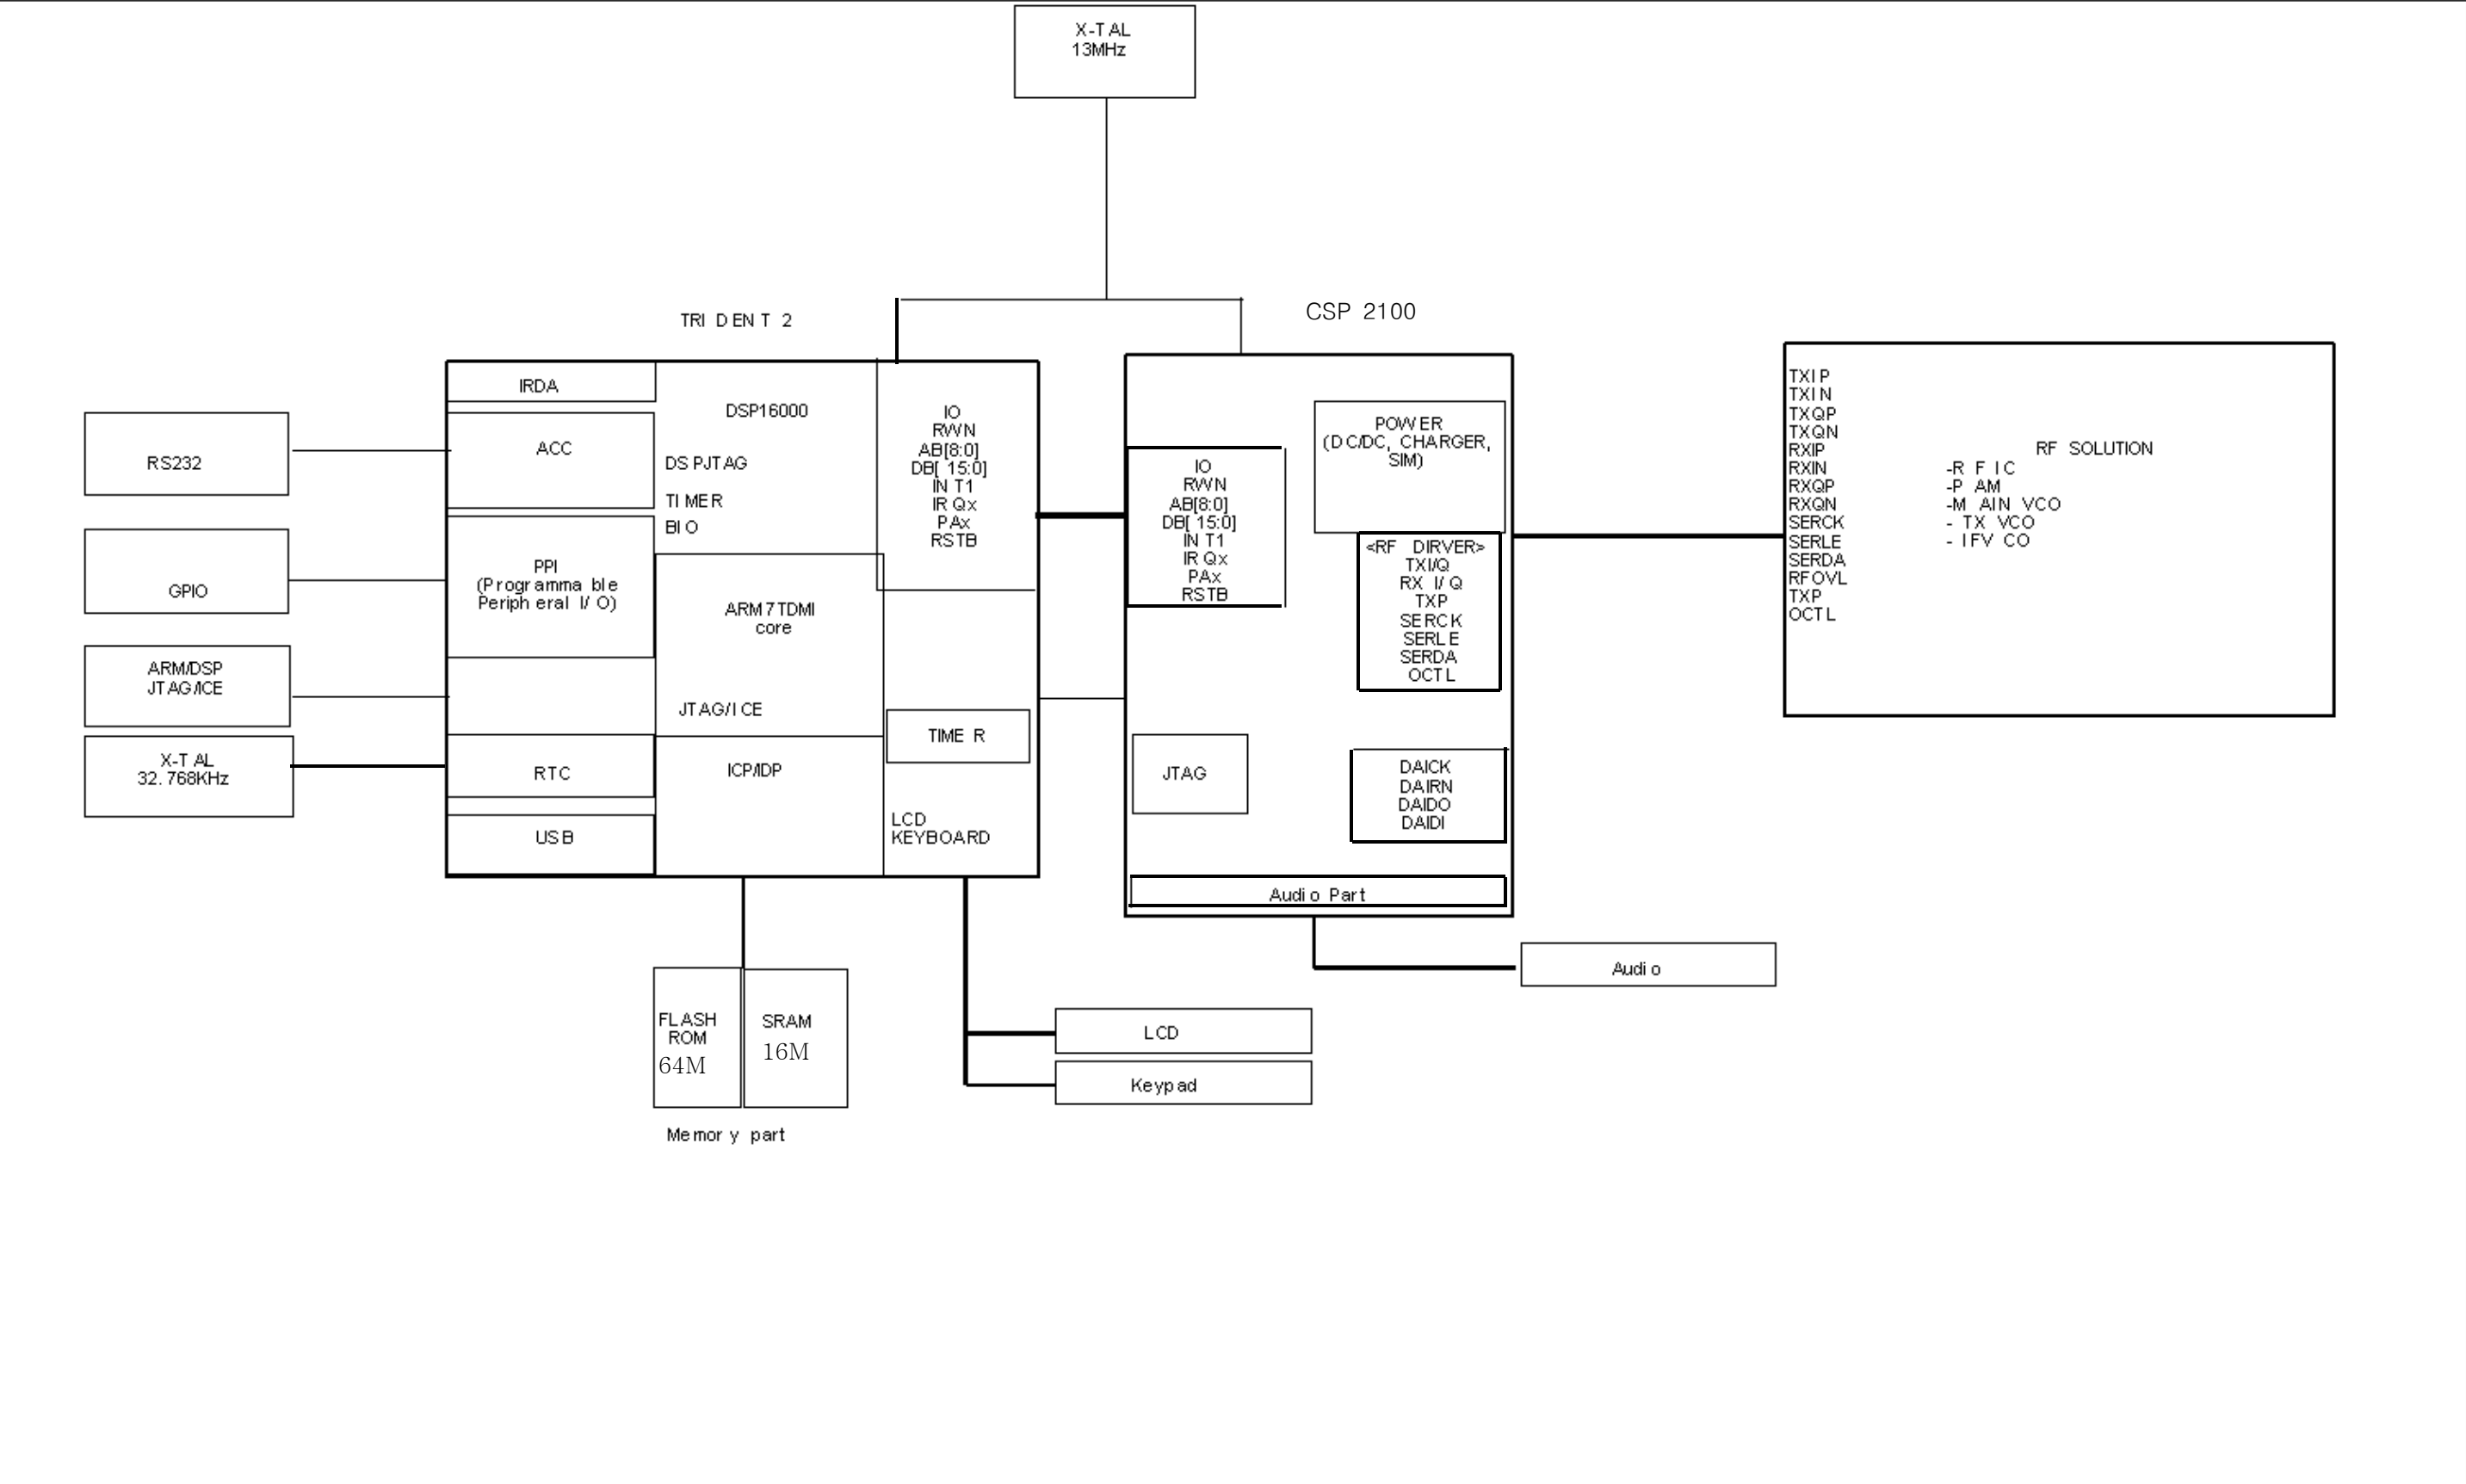 X-TAL
13MHz
TRIDENT 2
CSP 2100
IRDA
ACC
PPI
(Programmable
Peripheral I/O)
RTC
USB
DSP16000
DSPJTAG
TIMER
BIO
ARM7TDMI
core
JTAG/ICE
ICP/IDP
IO
RWN
AB[8:0]
DB[15:0]
INT1
IRQx
PAx
RSTB
TIMER
LCD
KEYBOARD
RS232
GPIO
ARM/DSP
JTAG/ICE
X-TAL
32.768KHz
IO
RWN
AB[8:0]
DB[15:0]
INT1
IRQx
PAx
RSTB
POWER
(DC/DC, CHARGER,
SIM)
<RF DIRVER>
TXI/Q
RX I/Q
TXP
SERCK
SERLE
SERDA
OCTL
JTAG
DAICK
DAIRN
DAIDO
DAIDI
Audio Part
TXIP
TXIN
TXQP
TXQN
RXIP
RXIN
RXQP
RXQN
SERCK
SERLE
SERDA
RFOVL
TXP
OCTL
RF SOLUTION
-RF IC
-PAM
-MAIN VCO
- TX VCO
- IFVCO
FLASH
ROM
64M
SRAM
16M
Memory part
Audio
LCD
Keypad